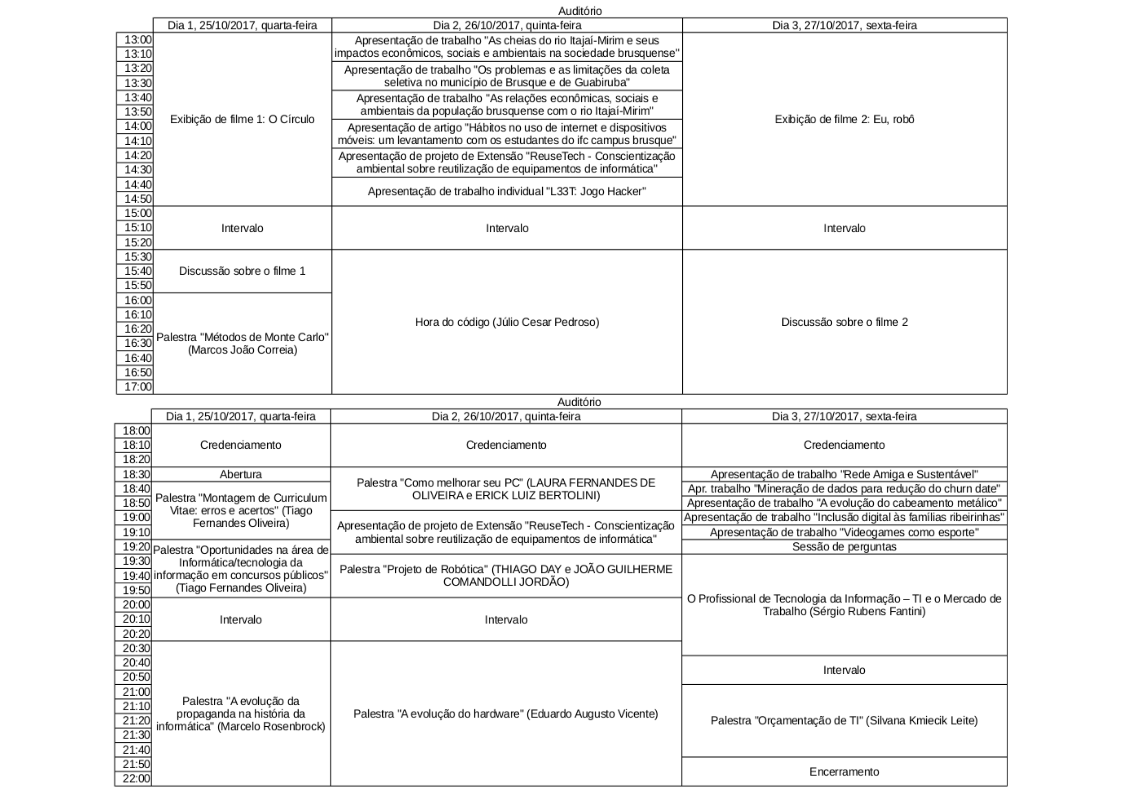 Auditório
Dia 1, 25/10/2017, quarta-feira Dia 2, 26/10/2017, quinta-feira Dia 3, 27/10/2017, sexta-feira
13:00
13:10
13:20
13:30
13:40
13:50
14:00
14:10
14:20
14:30
14:40
14:50
15:00
15:10
15:20
15:30
15:40
15:50
16:00
16:10
16:20
16:30
16:40
16:50
17:00
Exibição de filme 1: O Círculo
Intervalo
Discussão sobre o filme 1
Palestra "Métodos de Monte Carlo"
(Marcos João Correia)
Apresentação de trabalho "As cheias do rio Itajaí-Mirim e seus
impactos econômicos, sociais e ambientais na sociedade brusquense"
Apresentação de trabalho "Os problemas e as limitações da coleta
seletiva no município de Brusque e de Guabiruba"
Apresentação de trabalho "As relações econômicas, sociais e
ambientais da população brusquense com o rio Itajaí-Mirim"
Apresentação de artigo "Hábitos no uso de internet e dispositivos
móveis: um levantamento com os estudantes do ifc campus brusque"
Apresentação de projeto de Extensão "ReuseTech - Conscientização
ambiental sobre reutilização de equipamentos de informática"
Apresentação de trabalho individual "L33T: Jogo Hacker"
Intervalo
Hora do código (Júlio Cesar Pedroso)
Exibição de filme 2: Eu, robô
Intervalo
Discussão sobre o filme 2
Auditório
Dia 1, 25/10/2017, quarta-feira Dia 2, 26/10/2017, quinta-feira Dia 3, 27/10/2017, sexta-feira
18:00
18:10
18:20
18:30
18:40
18:50
19:00
19:10
19:20
19:30
19:40
19:50
20:00
20:10
20:20
20:30
20:40
20:50
21:00
21:10
21:20
21:30
21:40
21:50
22:00
Credenciamento
Abertura
Palestra "Montagem de Curriculum
Vitae: erros e acertos" (Tiago
Fernandes Oliveira)
Palestra "Oportunidades na área de
Informática/tecnologia da
informação em concursos públicos"
(Tiago Fernandes Oliveira)
Intervalo
Palestra "A evolução da
propaganda na história da
informática" (Marcelo Rosenbrock)
Credenciamento
Palestra "Como melhorar seu PC" (LAURA FERNANDES DE
OLIVEIRA e ERICK LUIZ BERTOLINI)
Apresentação de projeto de Extensão "ReuseTech - Conscientização
ambiental sobre reutilização de equipamentos de informática"
Palestra "Projeto de Robótica" (THIAGO DAY e JOÃO GUILHERME
COMANDOLLI JORDÃO)
Intervalo
Palestra "A evolução do hardware" (Eduardo Augusto Vicente)
Credenciamento
Apresentação de trabalho "Rede Amiga e Sustentável"
Apr. trabalho "Mineração de dados para redução do churn date"
Apresentação de trabalho "A evolução do cabeamento metálico"
Apresentação de trabalho "Inclusão digital às famílias ribeirinhas"
Apresentação de trabalho "Videogames como esporte"
Sessão de perguntas
O Profissional de Tecnologia da Informação – TI e o Mercado de
Trabalho (Sérgio Rubens Fantini)
Intervalo
Palestra "Orçamentação de TI" (Silvana Kmiecik Leite)
Encerramento